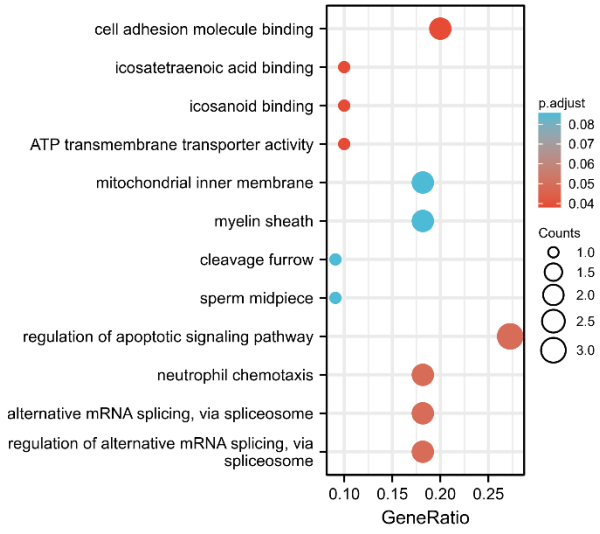 cell adhesion molecule binding
icosatetraenoic acid binding
icosanoid binding
ATP transmembrane transporter activity
mitochondrial inner membrane
myelin sheath
cleavage furrow
sperm midpiece
regulation of apoptotic signaling pathway
neutrophil chemotaxis
alternative mRNA splicing, via spliceosome
regulation of alternative mRNA splicing, via
spliceosome
0.10 0.15 0.20 0.25
GeneRatio
p.adjust
0.08
0.07
0.06
0.05
0.04
Counts
1.0
1.5
2.0
2.5
3.0